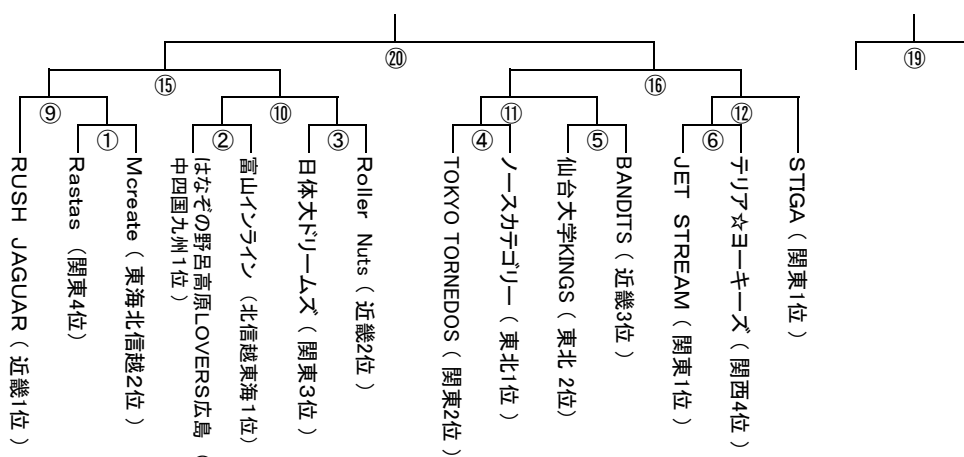 ⑳
⑲
⑮
⑯
⑨
⑩
⑪
⑫
①
②
③
④
⑤
⑥
RUSH JAGUAR（ 近畿1位 ）
Rastas （関東4位）
Mcreate（ 東海北信越2位 ）
はなぞの野呂高原LOVERS広島 （
中四国九州１位 ）
富山インライン （北信越東海１位）
日体大ドリームズ（ 関東３位 ）
Roller Nuts（ 近畿2位 ）
TOKYO TORNEDOS（ 関東2位 ）
ノースカテゴリー（ 東北1位 ）
仙台大学KINGS（ 東北 2位）
BANDITS（ 近畿3位 ）
JET STREAM（ 関東1位 ）
テリア☆ヨーキーズ（ 関西4位 ）
STIGA（ 関東1位 ）